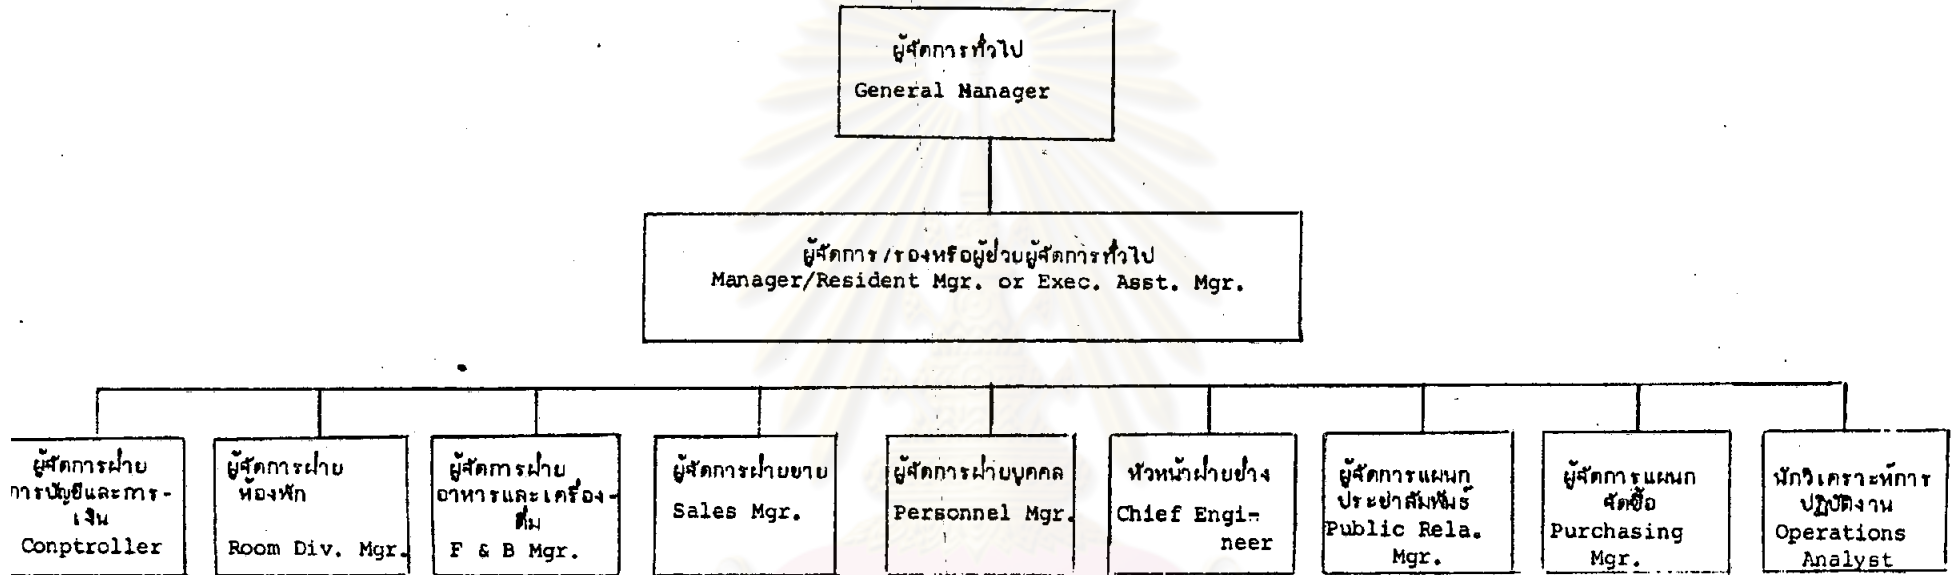 ผู้จัดการทั่วไป
General Manager
ผู้จัดการ/รองหรือผู้ช่วยผู้จัดการทั่วไป
Manager/Resident Mgr. or Exec. Asst. Mgr.
ผู้จัดการฝ่าย
การบัญชีและการ-
เงิน
Conptroller
ผู้จัดการฝ่าย
ห้องพัก
Room Div. Mgr.
ผู้จัดการฝ่าย
อาหารและเครื่อง-
ดื่ม
F & B Mgr.
ผู้จัดการฝ่ายขาย
Sales Mgr.
ผู้จัดการฝ่ายบุคคล
Personnel Mgr.
หัวหน้าฝ่ายช่าง
Chief Engi-
neer
ผู้จัดการแผนก
ประชาสัมพันธ์
Public Rela.
Mgr.
ผู้จัดการแผนก
จัดซื้อ
Purchasing
Mgr.
นักวิเคราะห์การ
ปฏิบัติงาน
Operations
Analyst